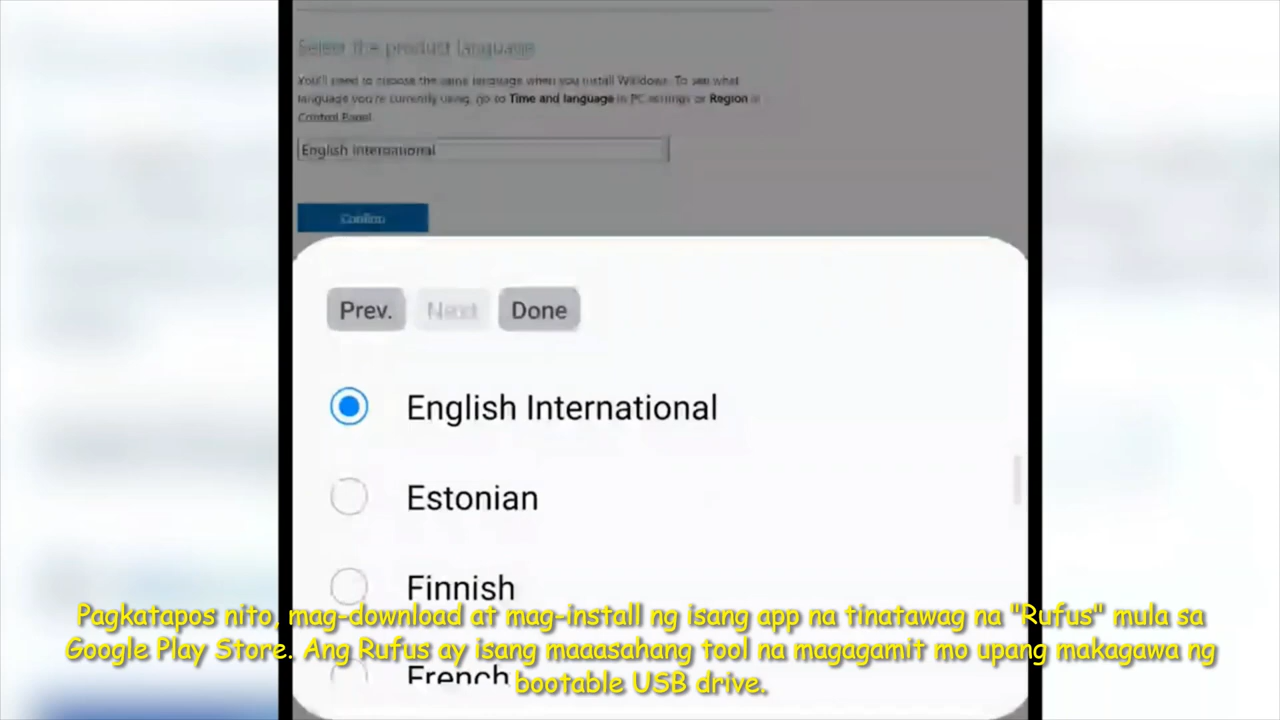 Select the product language
You'll need to choose the same language when you install Windows. To see what
language you're currently using, go to Time and language in PC settings or Region in
Control Panel.
English International
Confirm
Prev. Next Done
English International
Estonian
Finnish
French
Pagkatapos nito, mag-download at mag-install ng isang app na tinatawag na "Rufus" mula sa
Google Play Store. Ang Rufus ay isang maaasahang tool na magagamit mo upang makagawa ng
bootable USB drive.